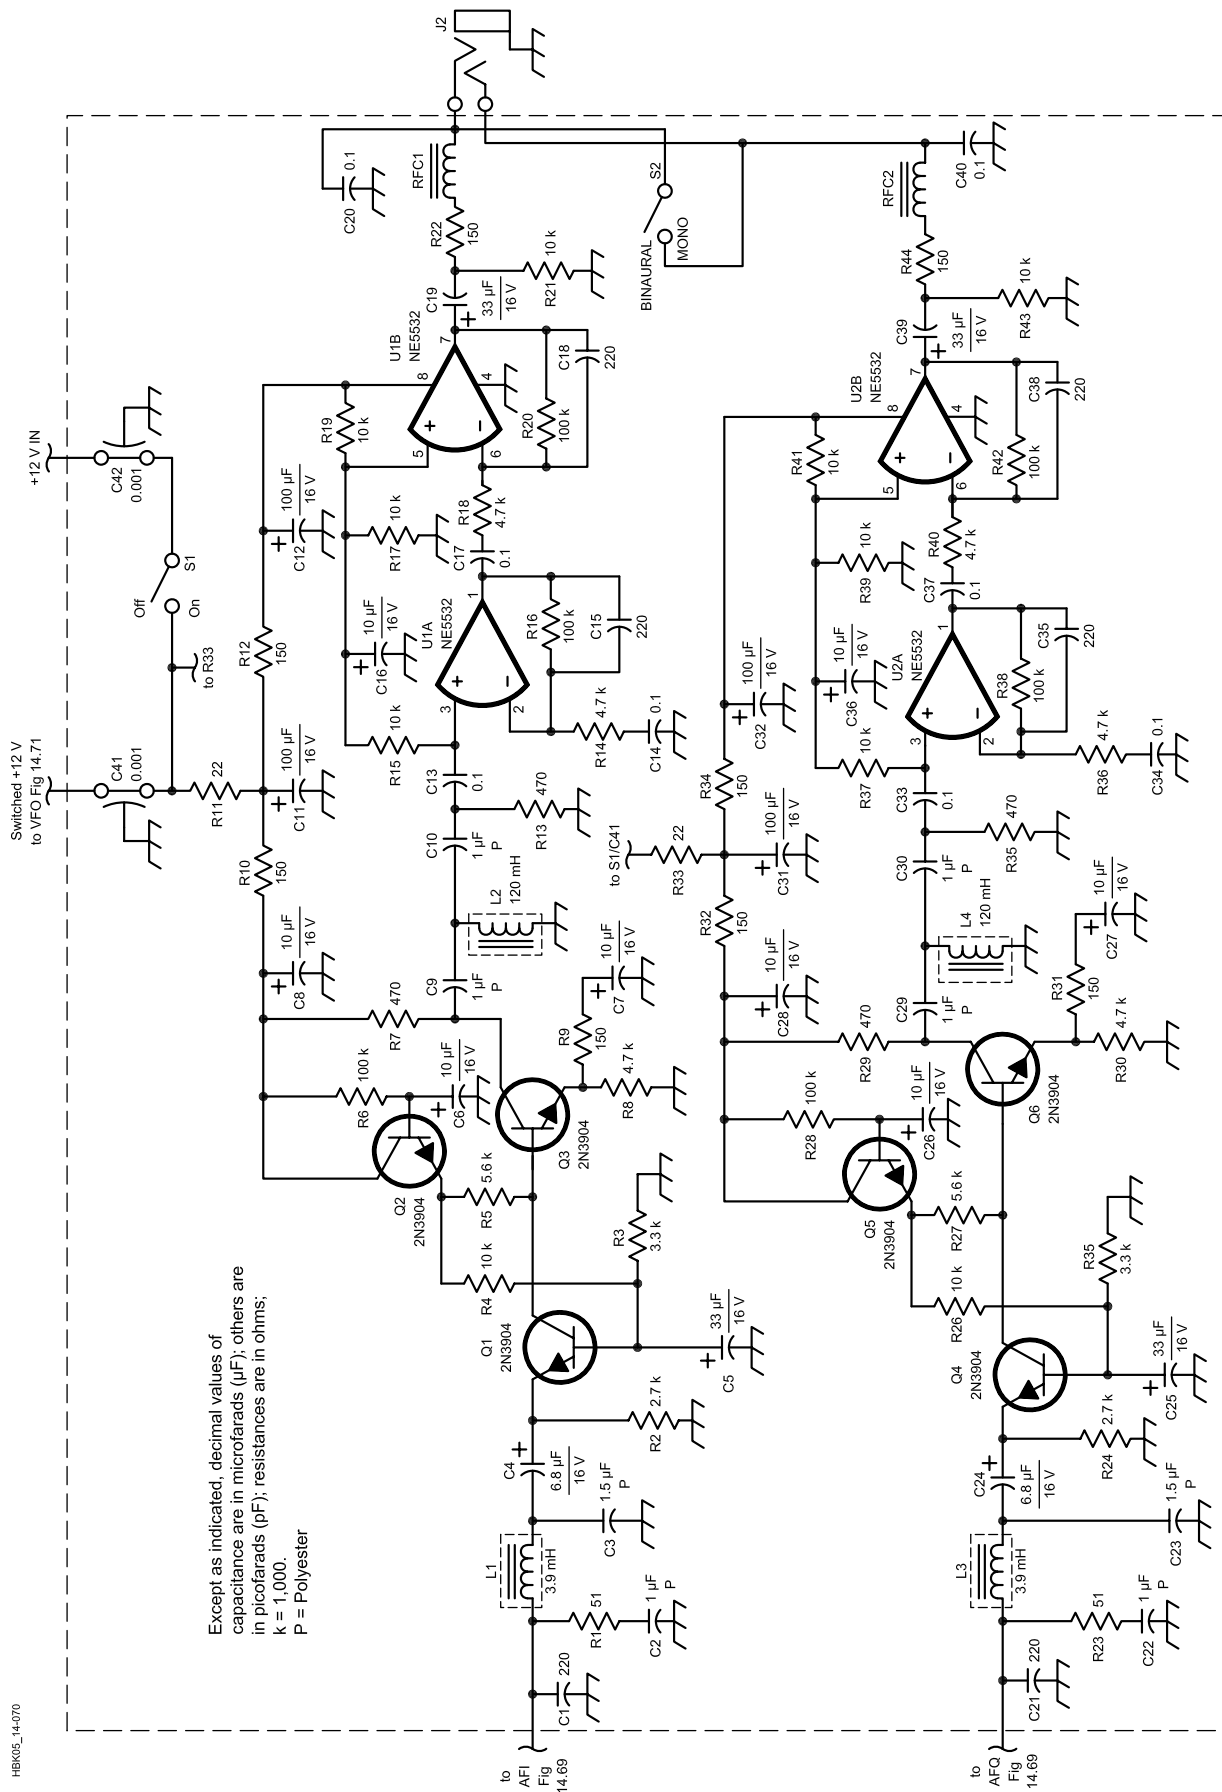 HBK05_14-070
Except as indicated, decimal values of
capacitance are in microfarads (µF); others are
in picofarads (pF); resistances are in ohms;
k = 1,000.
P = Polyester
Switched +12 V
to VFO Fig 14.71
+12 V IN
C41
0.001
C42
0.001
Off
On
S1
to R33
R11
22
R10
150
R12
150
C8
10 µF
16 V
C11
100 µF
16 V
C12
100 µF
16 V
to
AFI
Fig
14.69
C1
220
R1
51
C2
1 µF
P
L1
3.9 mH
C3
1.5 µF
P
C4
6.8 µF
16 V
R2
2.7 k
Q1
2N3904
C5
33 µF
16 V
R3
3.3 k
R4
10 k
R5
5.6 k
Q2
2N3904
R6
100 k
C6
10 µF
16 V
Q3
2N3904
R7
470
R8
4.7 k
R9
150
C7
10 µF
16 V
C9
1 µF
P
L2
120 mH
C10
1 µF
P
R13
470
C13
0.1
R15
10 k
C16
10 µF
16 V
U1A
NE5532
3
2
1
+
–
R14
4.7 k
C14
0.1
R16
100 k
C15
220
R17
10 k
C17
0.1
R18
4.7 k
R19
10 k
U1B
NE5532
5
6
7
8
4
+
–
R20
100 k
C18
220
C19
33 µF
16 V
R21
10 k
R22
150
RFC1
C20
0.1
J2
S2
BINAURAL
MONO
to S1/C41
R33
22
R32
150
R34
150
C28
10 µF
16 V
C31
100 µF
16 V
C32
100 µF
16 V
to
AFQ
Fig
14.69
C21
220
R23
51
C22
1 µF
P
L3
3.9 mH
C23
1.5 µF
P
C24
6.8 µF
16 V
R24
2.7 k
Q4
2N3904
C25
33 µF
16 V
R35
3.3 k
R26
10 k
R27
5.6 k
Q5
2N3904
R28
100 k
C26
10 µF
16 V
Q6
2N3904
R29
470
R30
4.7 k
R31
150
C27
10 µF
16 V
C29
1 µF
P
L4
120 mH
C30
1 µF
P
R35
470
C33
0.1
R37
10 k
C36
10 µF
16 V
U2A
NE5532
3
2
1
+
–
R36
4.7 k
C34
0.1
R38
100 k
C35
220
R39
10 k
C37
0.1
R40
4.7 k
R41
10 k
U2B
NE5532
5
6
7
8
4
+
–
R42
100 k
C38
220
C39
33 µF
16 V
R43
10 k
R44
150
RFC2
C40
0.1